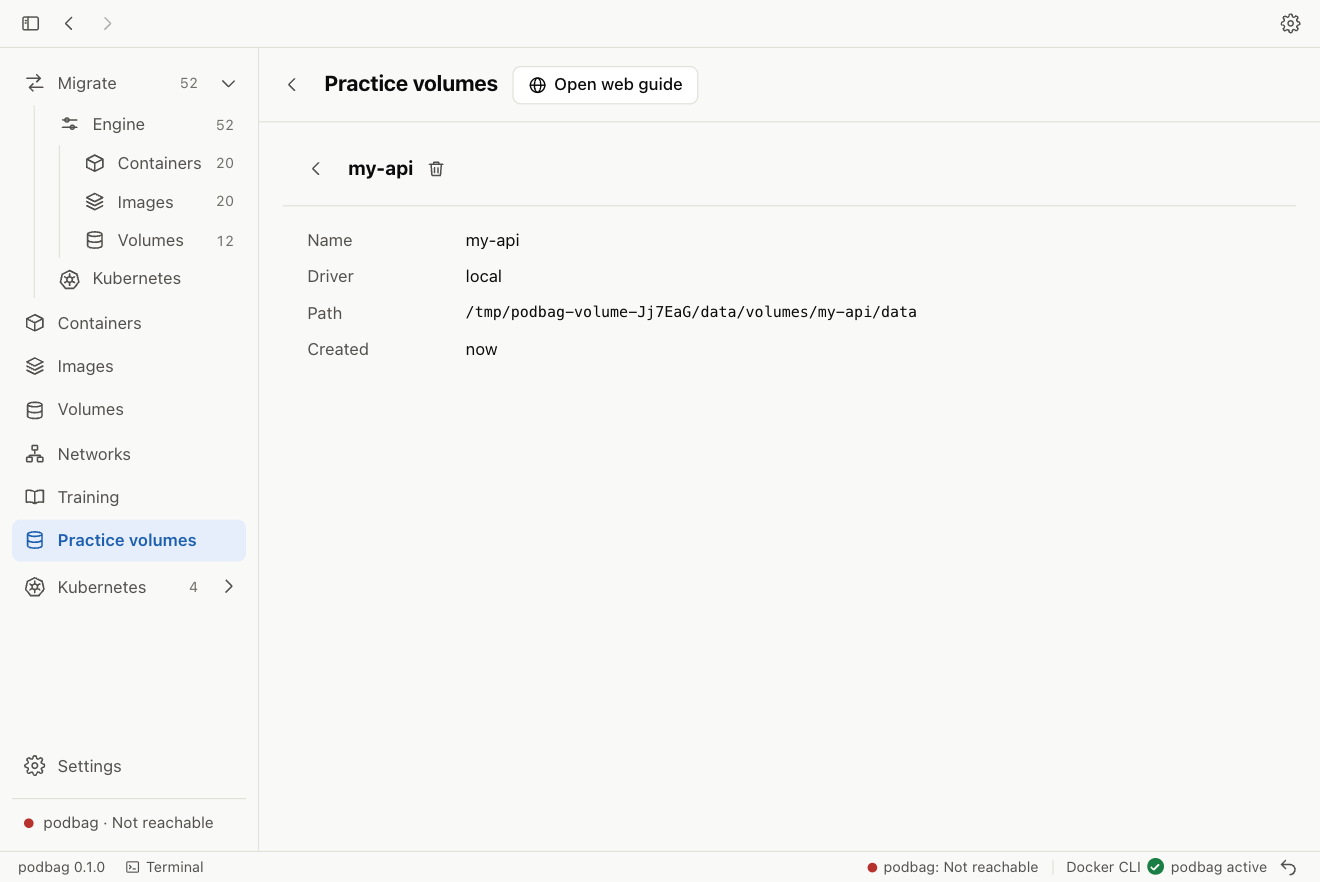 Migrate 52
Engine 52
Containers 20
Images 20
Volumes 12
Kubernetes
Containers
Images
Volumes
Networks
Training
Practice volumes
Kubernetes 4
Settings
podbag · Not reachable
Practice volumes Open web guide
my-api
Name my-api
Driver local
Path /tmp/podbag-volume-Jj7EaG/data/volumes/my-api/data
Created now
podbag 0.1.0 Terminal podbag: Not reachable Docker CLI podbag active